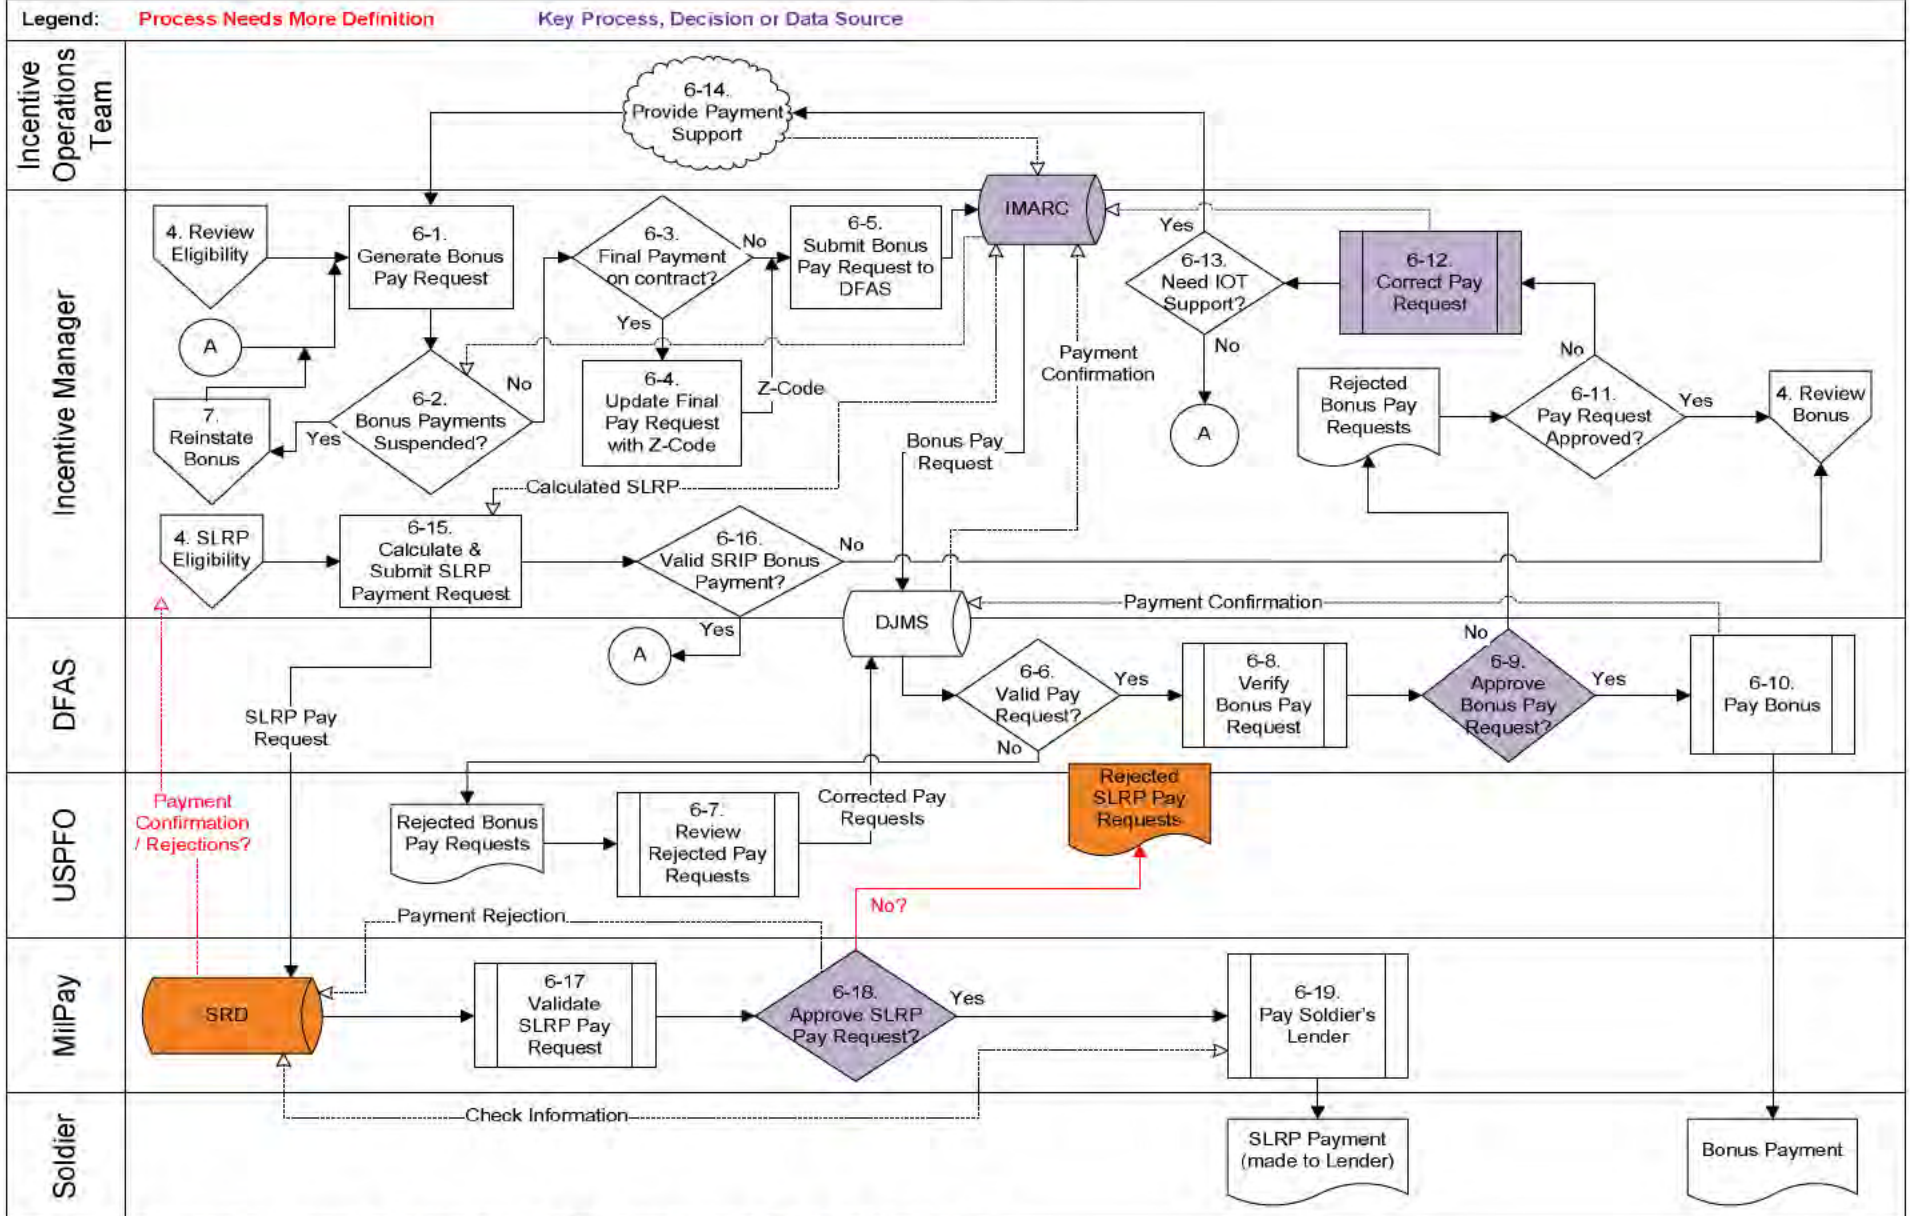 Legend: Process Needs More Definition Key Process, Decision or Data Source
Incentive
Operations
Team
6-14.
Provide Payment
Support
Incentive Manager
4. Review
Eligibility
6-1.
Generate Bonus
Pay Request
6-3.
Final Payment
on contract?
No
Yes
6-5.
Submit Bonus
Pay Request to
DFAS
IMARC
Yes
6-13.
Need IOT
Support?
No
6-12.
Correct Pay
Request
A
7.
Reinstate
Bonus
Yes
6-2.
Bonus Payments
Suspended?
No
6-4.
Update Final
Pay Request
with Z-Code
Z-Code
Payment
Confirmation
Bonus Pay
Request
A
Rejected
Bonus Pay
Requests
No
6-11.
Pay Request
Approved?
Yes
4. Review
Bonus
Calculated SLRP
4. SLRP
Eligibility
6-15.
Calculate &
Submit SLRP
Payment Request
6-16.
Valid SRIP Bonus
Payment?
No
Yes
A
DFAS
DJMS
Payment Confirmation
SLRP Pay
Request
6-6.
Valid Pay
Request?
Yes
No
6-8.
Verify
Bonus Pay
Request
No
6-9.
Approve
Bonus Pay
Request?
Yes
6-10.
Pay Bonus
USPFO
Payment
Confirmation
/ Rejections?
Rejected Bonus
Pay Requests
6-7.
Review
Rejected Pay
Requests
Corrected Pay
Requests
Rejected
SLRP Pay
Requests
No?
Payment Rejection
MilPay
SRD
6-17
Validate
SLRP Pay
Request
6-18.
Approve SLRP
Pay Request?
Yes
6-19.
Pay Soldier's
Lender
Soldier
Check Information
SLRP Payment
(made to Lender)
Bonus Payment